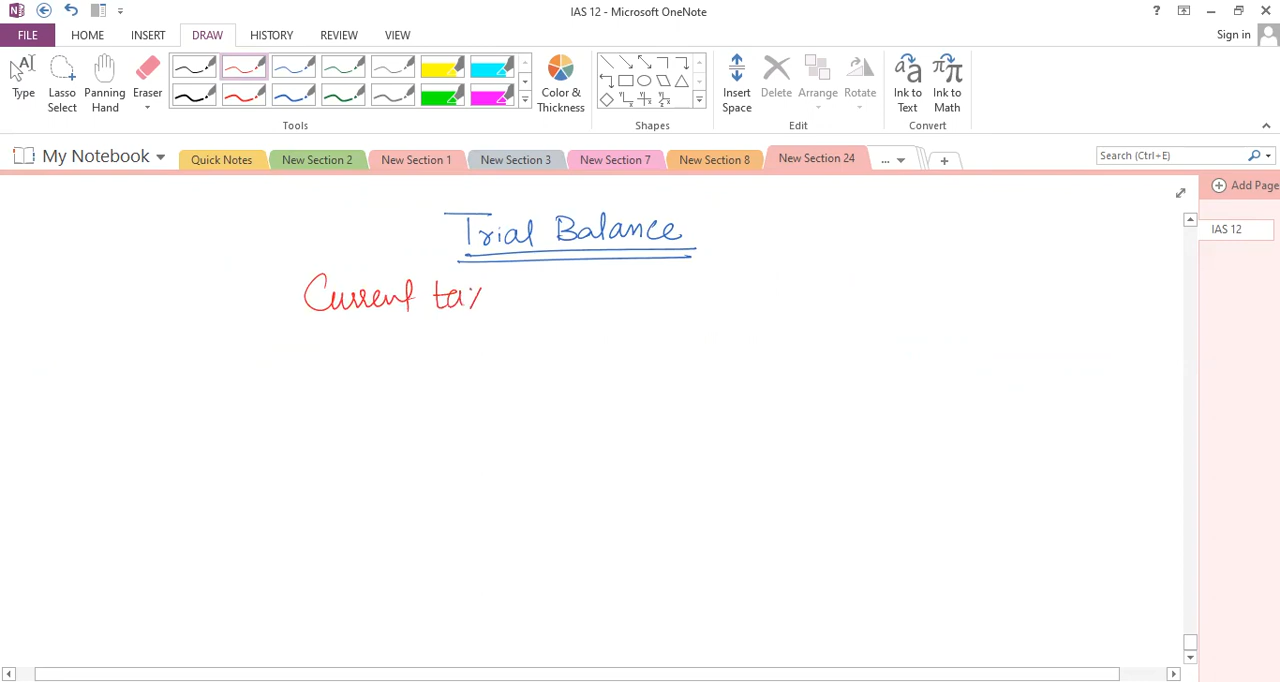 IAS 12 - Microsoft OneNote
?
FILE HOME INSERT DRAW HISTORY REVIEW VIEW
Sign in
Type
Lasso Select
Panning Hand
Eraser
Color & Thickness
Insert Space
Delete
Arrange
Rotate
Ink to Text
Ink to Math
Tools
Shapes
Edit
Convert
My Notebook
Quick Notes
New Section 2
New Section 1
New Section 3
New Section 7
New Section 8
New Section 24
...
Search (Ctrl+E)
Add Page
IAS 12
Trial Balance
Current tax